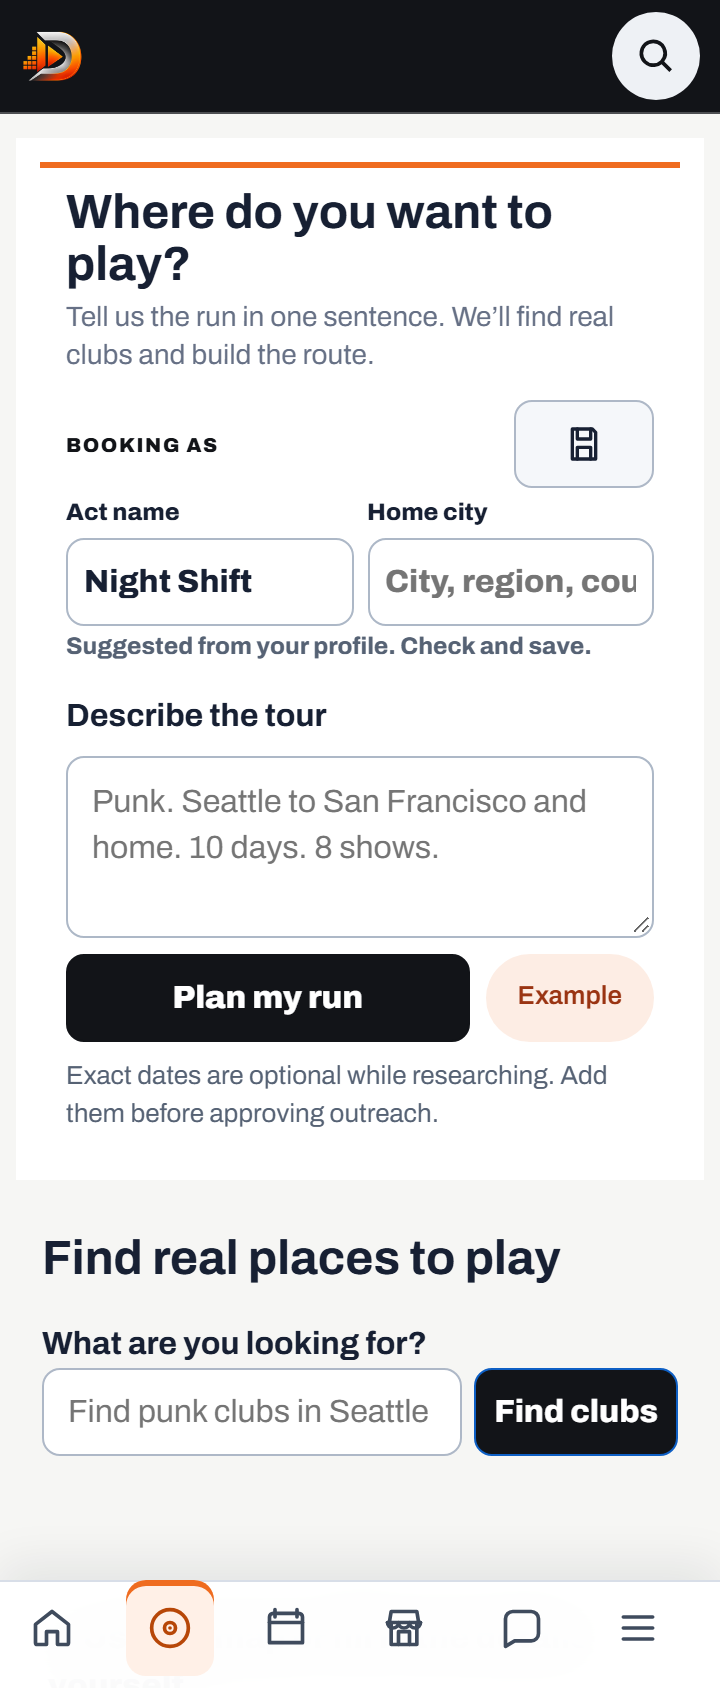 Where do you want to
play?
Tell us the run in one sentence. We’ll find real
clubs and build the route.
BOOKING AS
Act name
Home city
Night Shift
City, region, cou
Suggested from your profile. Check and save.
Describe the tour
Punk. Seattle to San Francisco and
home. 10 days. 8 shows.
Plan my run
Example
Exact dates are optional while researching. Add
them before approving outreach.
Find real places to play
What are you looking for?
Find punk clubs in Seattle
Find clubs